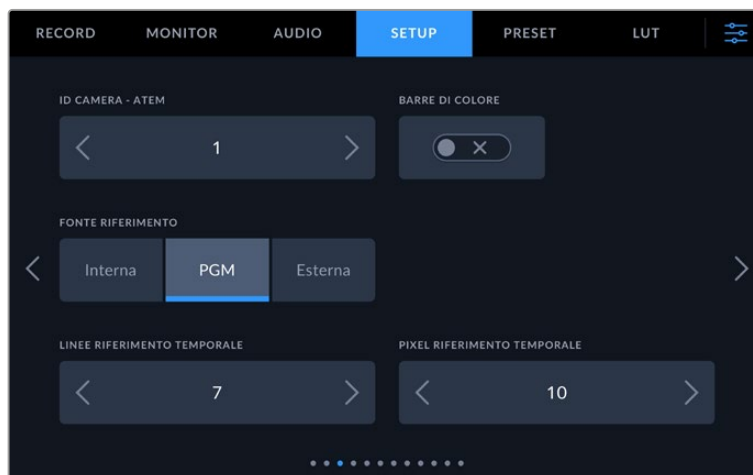 RECORD MONITOR AUDIO SETUP PRESET LUT
ID CAMERA - ATEM BARRE DI COLORE
1
FONTE RIFERIMENTO
Interna PGM Esterna
LINEE RIFERIMENTO TEMPORALE PIXEL RIFERIMENTO TEMPORALE
7 10